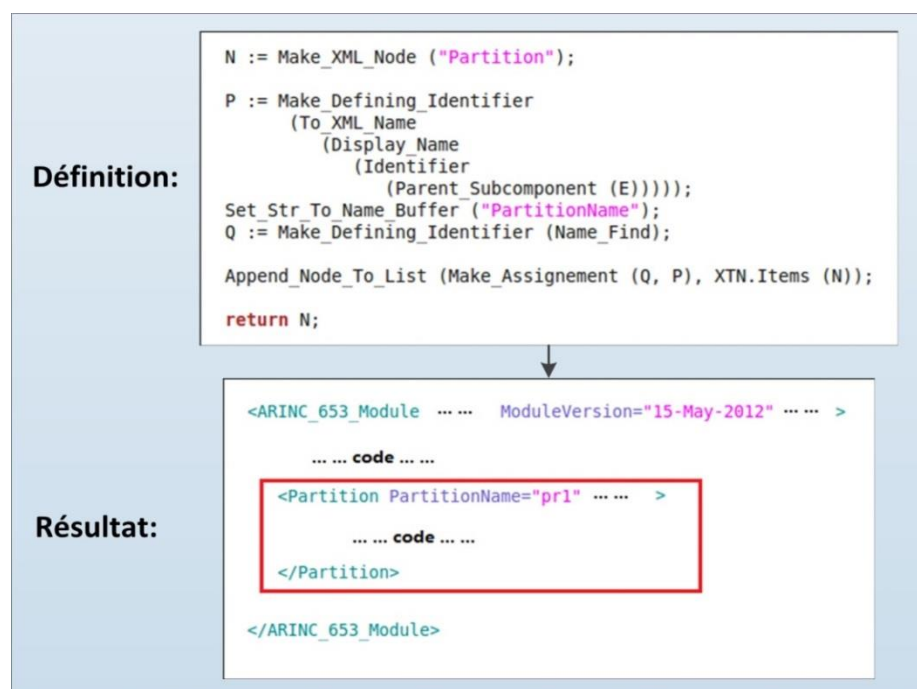 Définition:
N := Make_XML_Node ("Partition");
P := Make_Defining_Identifier
(To_XML_Name
(Display_Name
(Identifier
(Parent_Subcomponent (E)))));
Set_Str_To_Name_Buffer ("PartitionName");
Q := Make_Defining_Identifier (Name_Find);
Append_Node_To_List (Make_Assignement (Q, P), XTN.Items (N));
return N;
Résultat:
<ARINC_653_Module ... ... ModuleVersion="15-May-2012" ... ... >
... ... code ... ...
<Partition PartitionName="pr1" ... ... >
... ... code ... ...
</Partition>
</ARINC_653_Module>